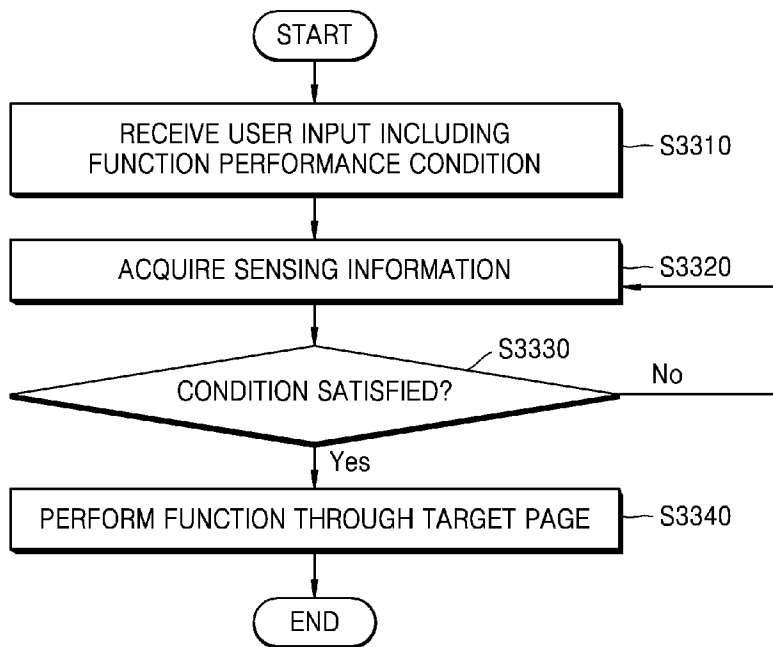 START
RECEIVE USER INPUT INCLUDING
FUNCTION PERFORMANCE CONDITION
S3310
ACQUIRE SENSING INFORMATION
S3320
S3330
CONDITION SATISFIED?
No
Yes
PERFORM FUNCTION THROUGH TARGET PAGE
S3340
END